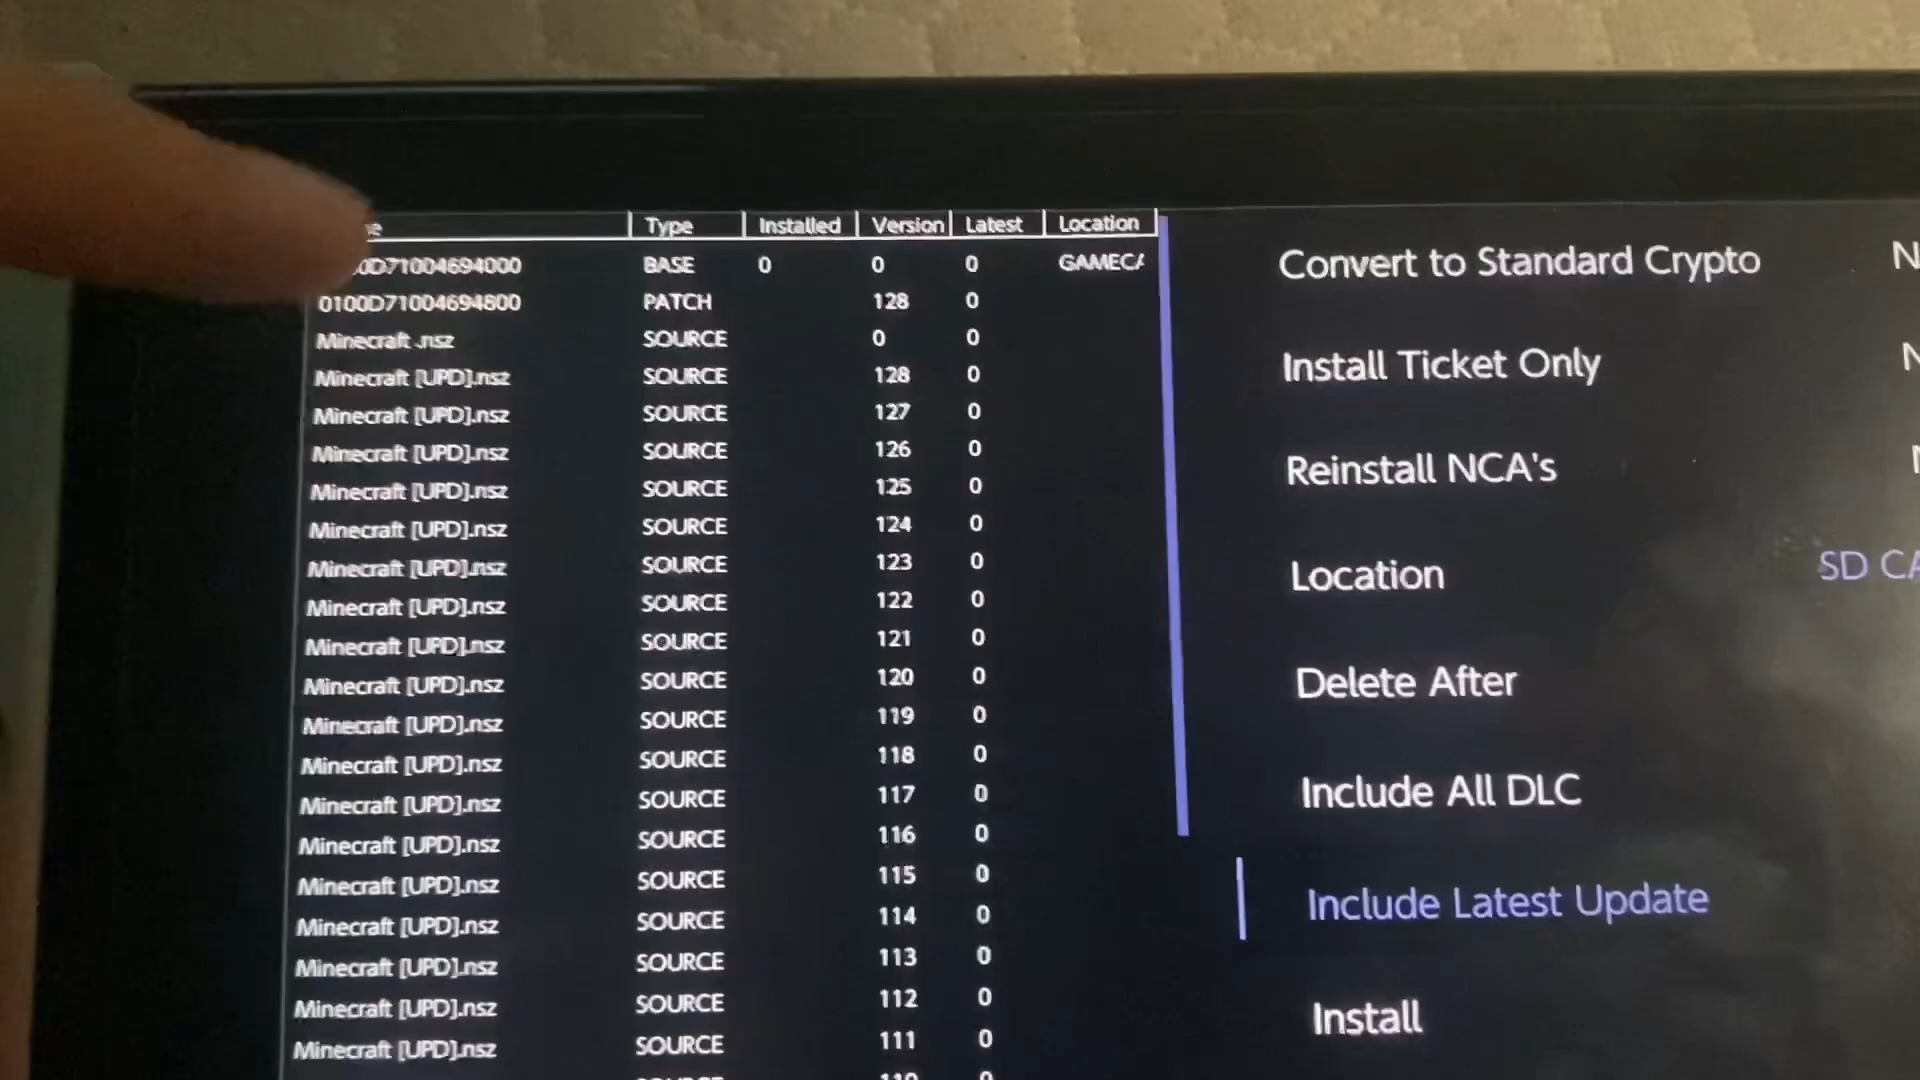 Type Installed Version Latest Location
0D71004694000 BASE 0 0 0 GAMECA
0100D71004694800 PATCH 128 0
Minecraft .nsz SOURCE 0 0
Minecraft [UPD].nsz SOURCE 128 0
Minecraft [UPD].nsz SOURCE 127 0
Minecraft [UPD].nsz SOURCE 126 0
Minecraft [UPD].nsz SOURCE 125 0
Minecraft [UPD].nsz SOURCE 124 0
Minecraft [UPD].nsz SOURCE 123 0
Minecraft [UPD].nsz SOURCE 122 0
Minecraft [UPD].nsz SOURCE 121 0
Minecraft [UPD].nsz SOURCE 120 0
Minecraft [UPD].nsz SOURCE 119 0
Minecraft [UPD].nsz SOURCE 118 0
Minecraft [UPD].nsz SOURCE 117 0
Minecraft [UPD].nsz SOURCE 116 0
Minecraft [UPD].nsz SOURCE 115 0
Minecraft [UPD].nsz SOURCE 114 0
Minecraft [UPD].nsz SOURCE 113 0
Minecraft [UPD].nsz SOURCE 112 0
Minecraft [UPD].nsz SOURCE 111 0
Convert to Standard Crypto N
Install Ticket Only N
Reinstall NCA's N
Location SD CA
Delete After
Include All DLC
Include Latest Update
Install